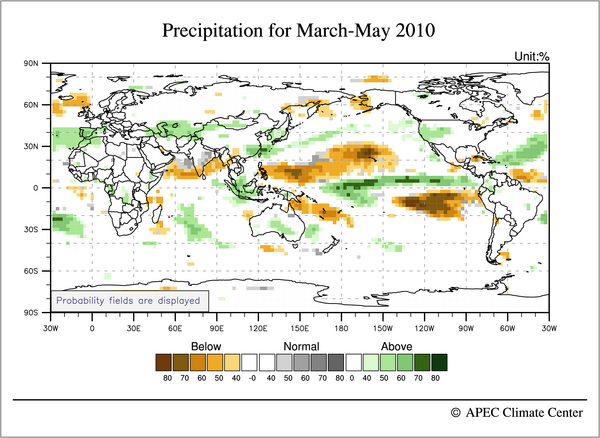 Precipitation for March-May 2010
Unit:%
90N
60N
30N
0
30S
60S
90S
30W 0 30E 60E 90E 120E 150E 180 150W 120W 90W 60W 30W
Probability fields are displayed
Below Normal Above
80 70 60 50 40 -0 40 50 60 70 80 0 40 50 60 70 80
© APEC Climate Center